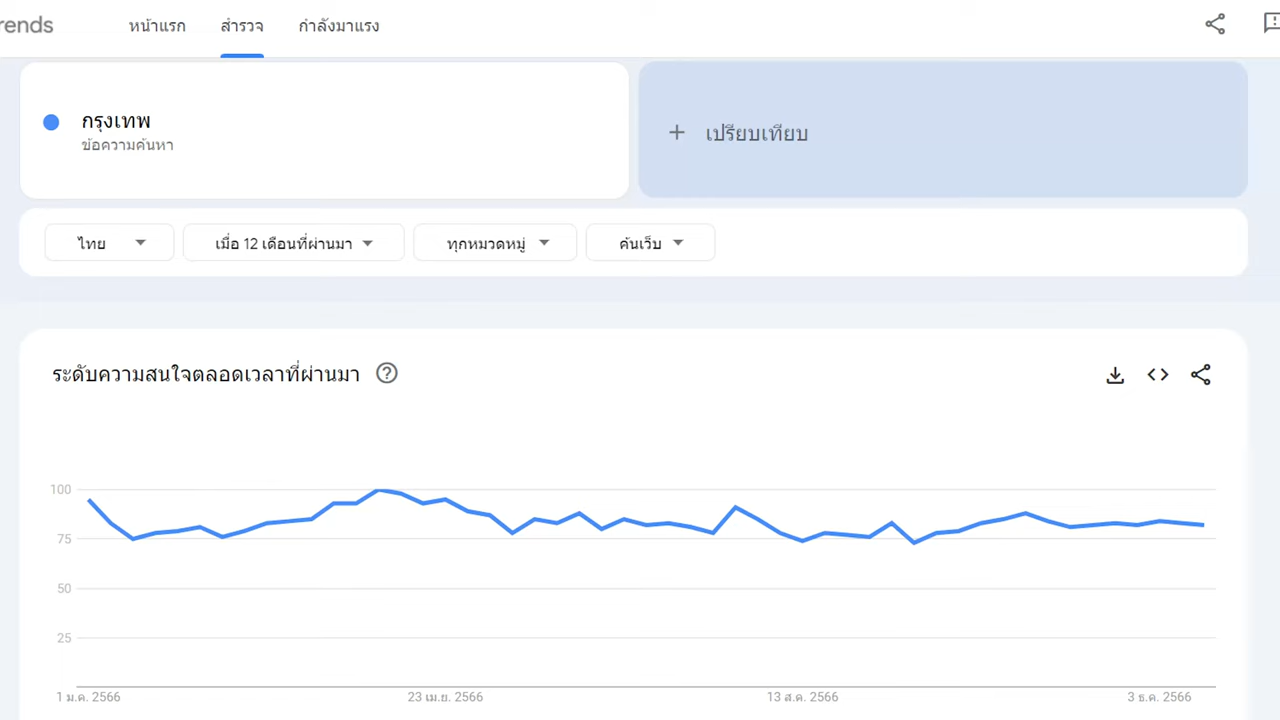 rends
หน้าแรก
สำรวจ
กำลังมาแรง
กรุงเทพ
ข้อความค้นหา
+ เปรียบเทียบ
ไทย
เมื่อ 12 เดือนที่ผ่านมา
ทุกหมวดหมู่
ค้นเว็บ
ระดับความสนใจตลอดเวลาที่ผ่านมา
100
75
50
25
1 ม.ค. 2566
23 เม.ย. 2566
13 ส.ค. 2566
3 ธ.ค. 2566